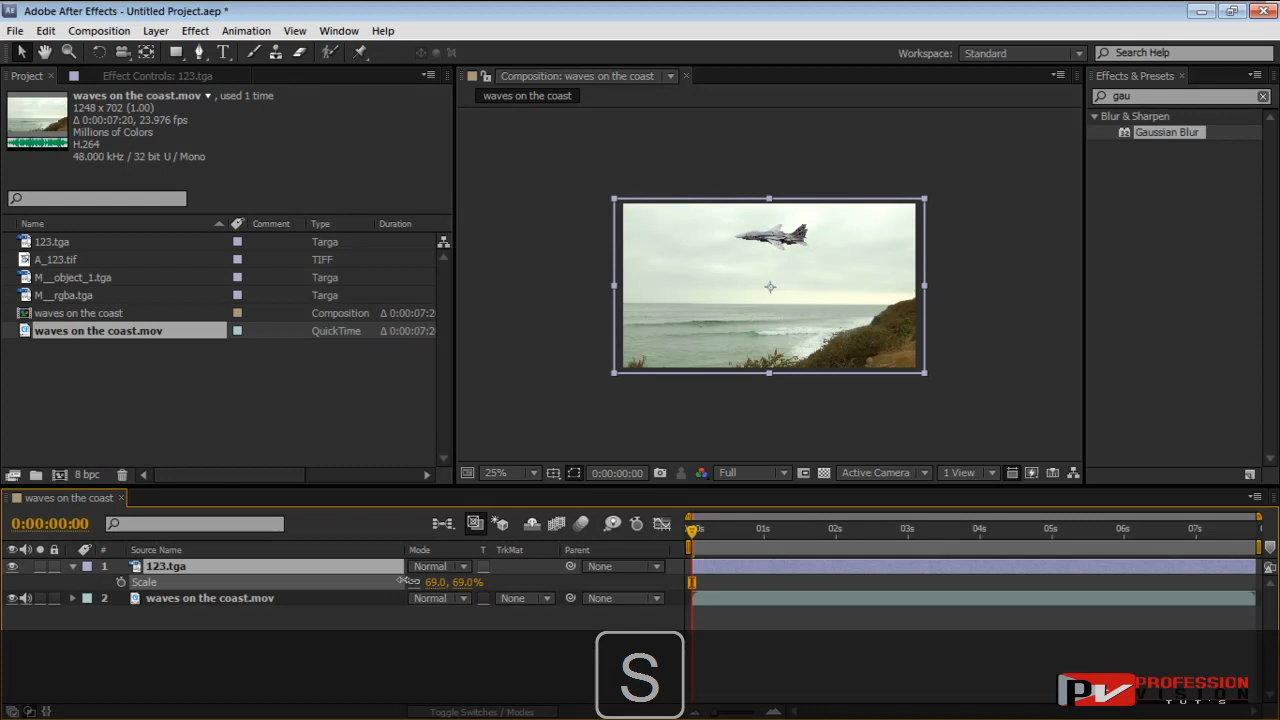 Adobe After Effects - Untitled Project.aep *
File Edit Composition Layer Effect Animation View Window Help
Workspace: Standard Search Help
Project × Effect Controls: 123.tga
Composition: waves on the coast ×
Effects & Presets ×
waves on the coast.mov ▼ , used 1 time
1248 x 702 (1.00)
Δ 0:00:07:20, 23.976 fps
Millions of Colors
H.264
48.000 kHz / 32 bit U / Mono
waves on the coast
gau
Blur & Sharpen
Gaussian Blur
Name Comment Type Duration
123.tga Targa
A_123.tif TIFF
M__object_1.tga Targa
M__rgba.tga Targa
waves on the coast Composition Δ 0:00:07:20
waves on the coast.mov QuickTime Δ 0:00:07:20
8 bpc
25% 0:00:00:00 Full Active Camera 1 View
waves on the coast ×
0:00:00:00
0s 01s 02s 03s 04s 05s 06s 07s
# Source Name Mode T TrkMat Parent
1 123.tga Normal None
Scale 69.0, 69.0%
2 waves on the coast.mov Normal None None
S
PV PROFESSION
VISION
TUT'S
Toggle Switches / Modes